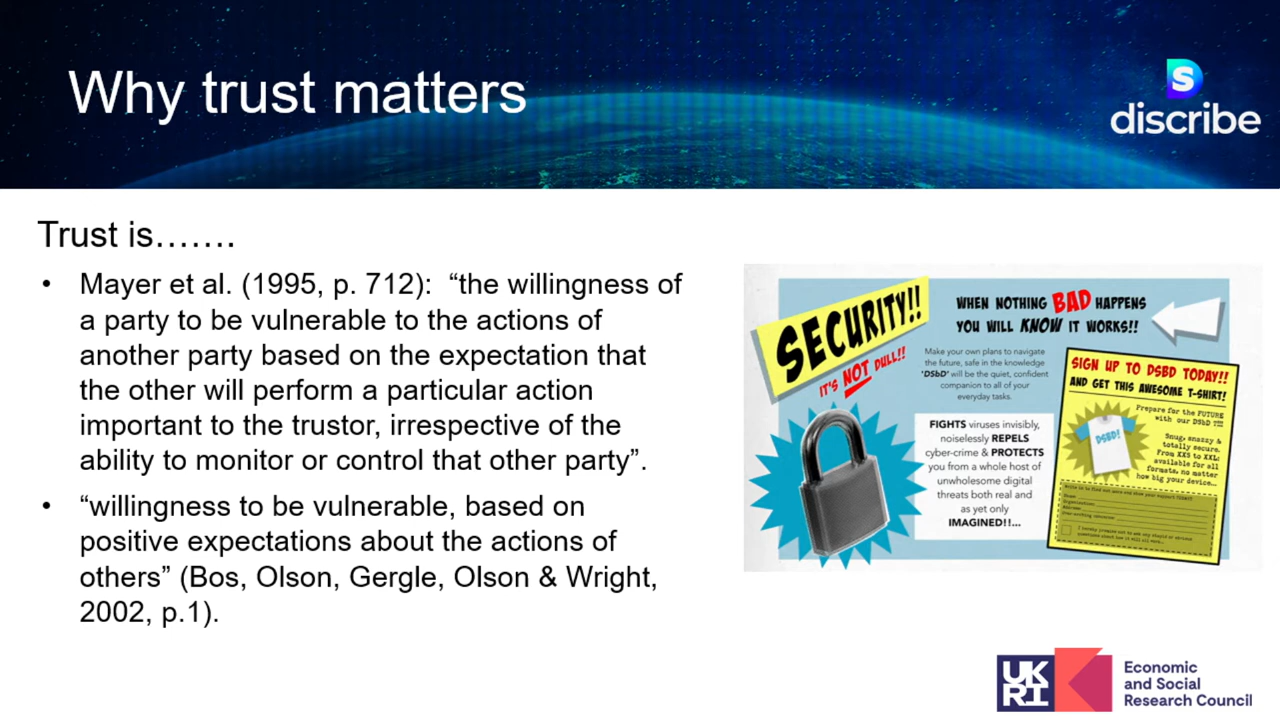 Why trust matters
discribe
Trust is…….
• Mayer et al. (1995, p. 712): “the willingness of
a party to be vulnerable to the actions of
another party based on the expectation that
the other will perform a particular action
important to the trustor, irrespective of the
ability to monitor or control that other party”.
• “willingness to be vulnerable, based on
positive expectations about the actions of
others” (Bos, Olson, Gergle, Olson & Wright,
2002, p.1).
SECURITY!!
IT'S NOT DULL!!
WHEN NOTHING BAD HAPPENS
YOU WILL KNOW IT WORKS!!
Make your own plans to navigate
the future, safe in the knowledge
'DSbD' will be the quiet, confident
companion to all of your
everyday tasks.
FIGHTS viruses invisibly,
noiselessly REPELS
cyber-crime & PROTECTS
you from a whole host of
unwholesome digital
threats both real and
as yet only
IMAGINED!!...
SIGN UP TO DSBD TODAY!!
AND GET THIS AWESOME T-SHIRT!
Prepare for the FUTURE
with our DSbD
DSBD!
Snug, snazzy &
totally secure.
From XXS to XXL:
available for all
formats, no matter
how big your device...
UK
RI
Economic
and Social
Research Council